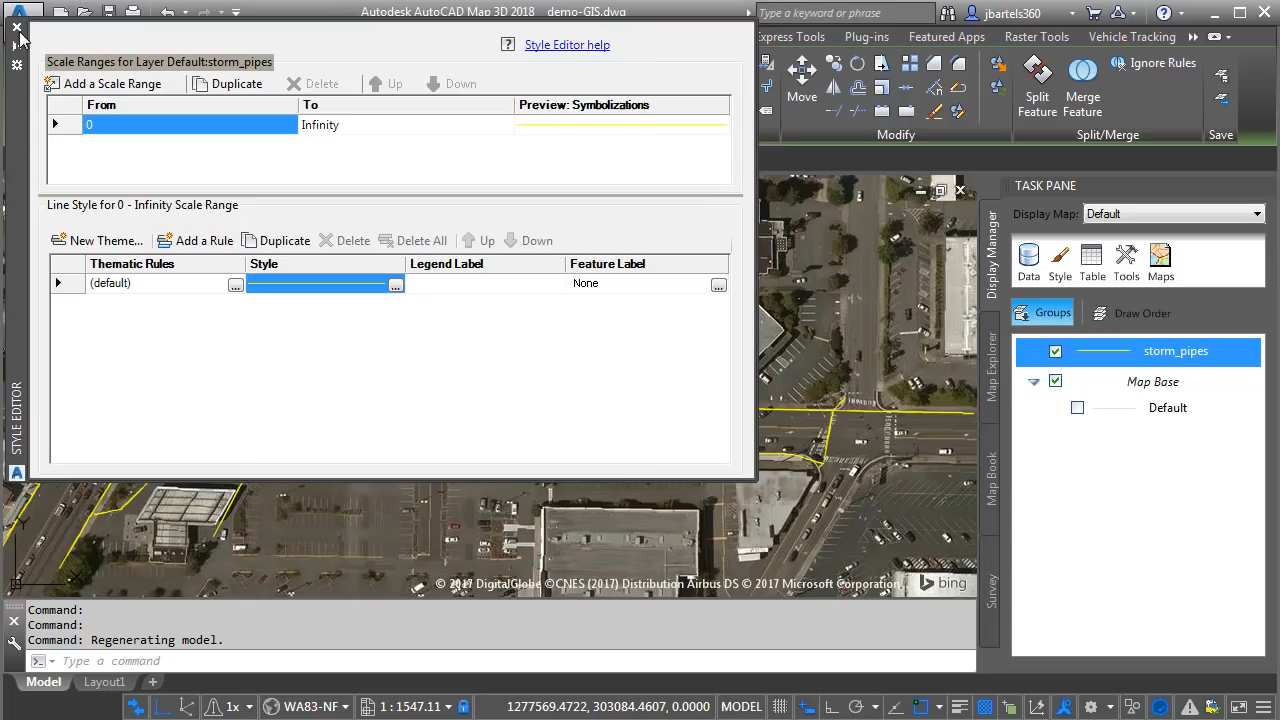 Autodesk AutoCAD Map 3D 2018 demo-GIS.dwg
Type a keyword or phrase
jbartels360
Express Tools Plug-ins Featured Apps Raster Tools Vehicle Tracking
Style Editor help
Scale Ranges for Layer Default:storm_pipes
Add a Scale Range Duplicate Delete Up Down
From To Preview: Symbolizations
0 Infinity
Line Style for 0 - Infinity Scale Range
New Theme... Add a Rule Duplicate Delete Delete All Up Down
Thematic Rules Style Legend Label Feature Label
(default) ... ... None ...
STYLE EDITOR
Move
Split
Feature
Merge
Feature
Ignore Rules
Modify Split/Merge Save
TASK PANE
Display Map: Default
Data Style Table Tools Maps
Groups Draw Order
storm_pipes
Map Base
Default
Display Manager
Map Explorer
Map Book
Survey
© 2017 DigitalGlobe ©CNES (2017) Distribution Airbus DS © 2017 Microsoft Corporation
bing
Command:
Command:
Command: Regenerating model.
Type a command
Model Layout1 +
1x WA83-NF 1 : 1547.11 1277569.4722, 303084.4607, 0.0000 MODEL